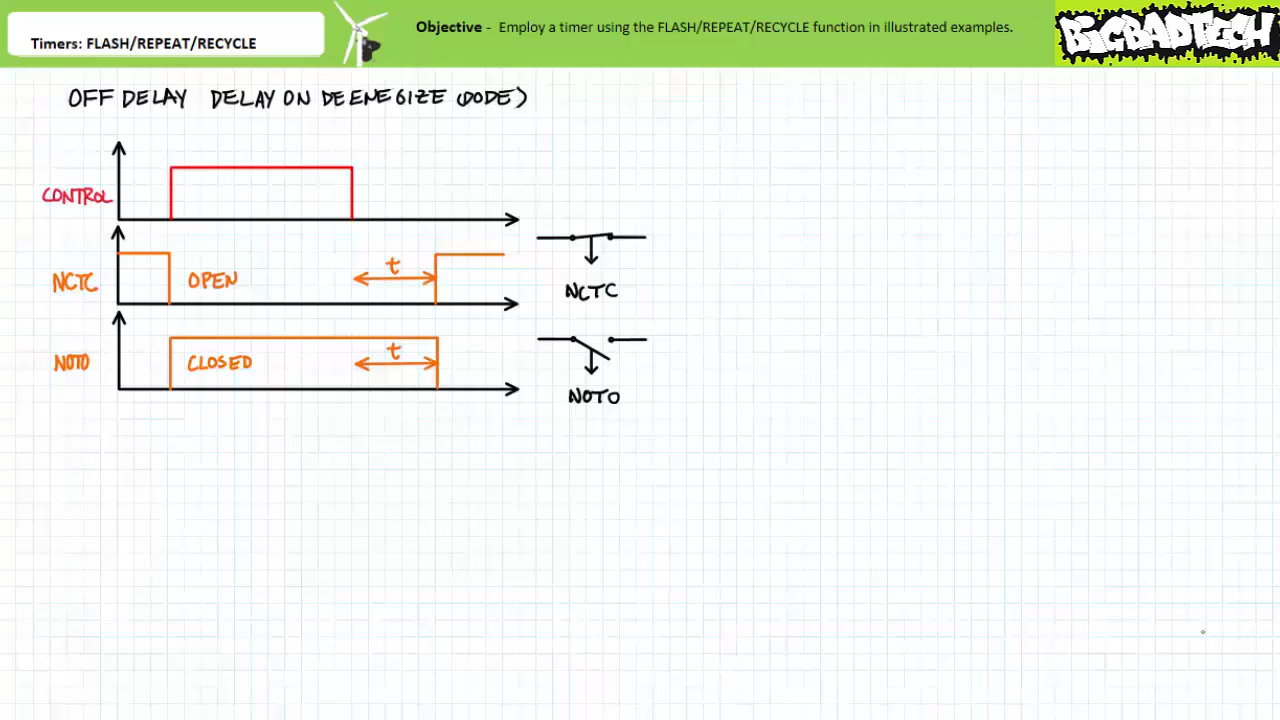 Timers: FLASH/REPEAT/RECYCLE
Objective - Employ a timer using the FLASH/REPEAT/RECYCLE function in illustrated examples.
BIGBADTECH
OFF DELAY DELAY ON DEENEGIZE (DODE)
CONTROL
NCTC
OPEN
t
NCTC
NOTO
CLOSED
t
NOTO